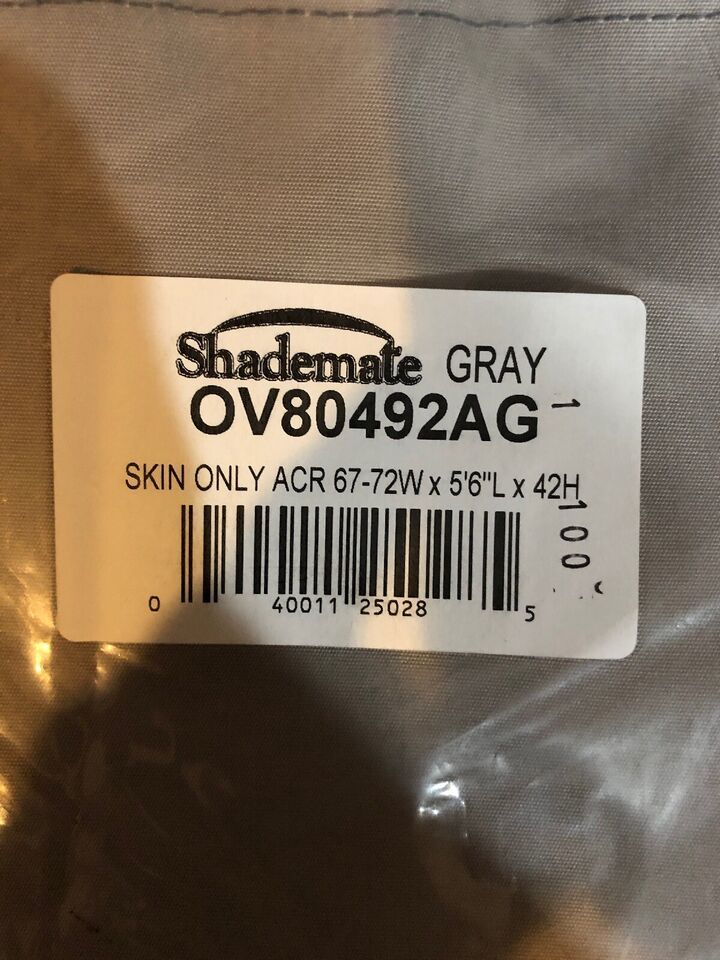 Shademate GRAY
OV80492AG
SKIN ONLY ACR 67-72W x 5'6"L x 42H
0 40011 25028 5
1 100